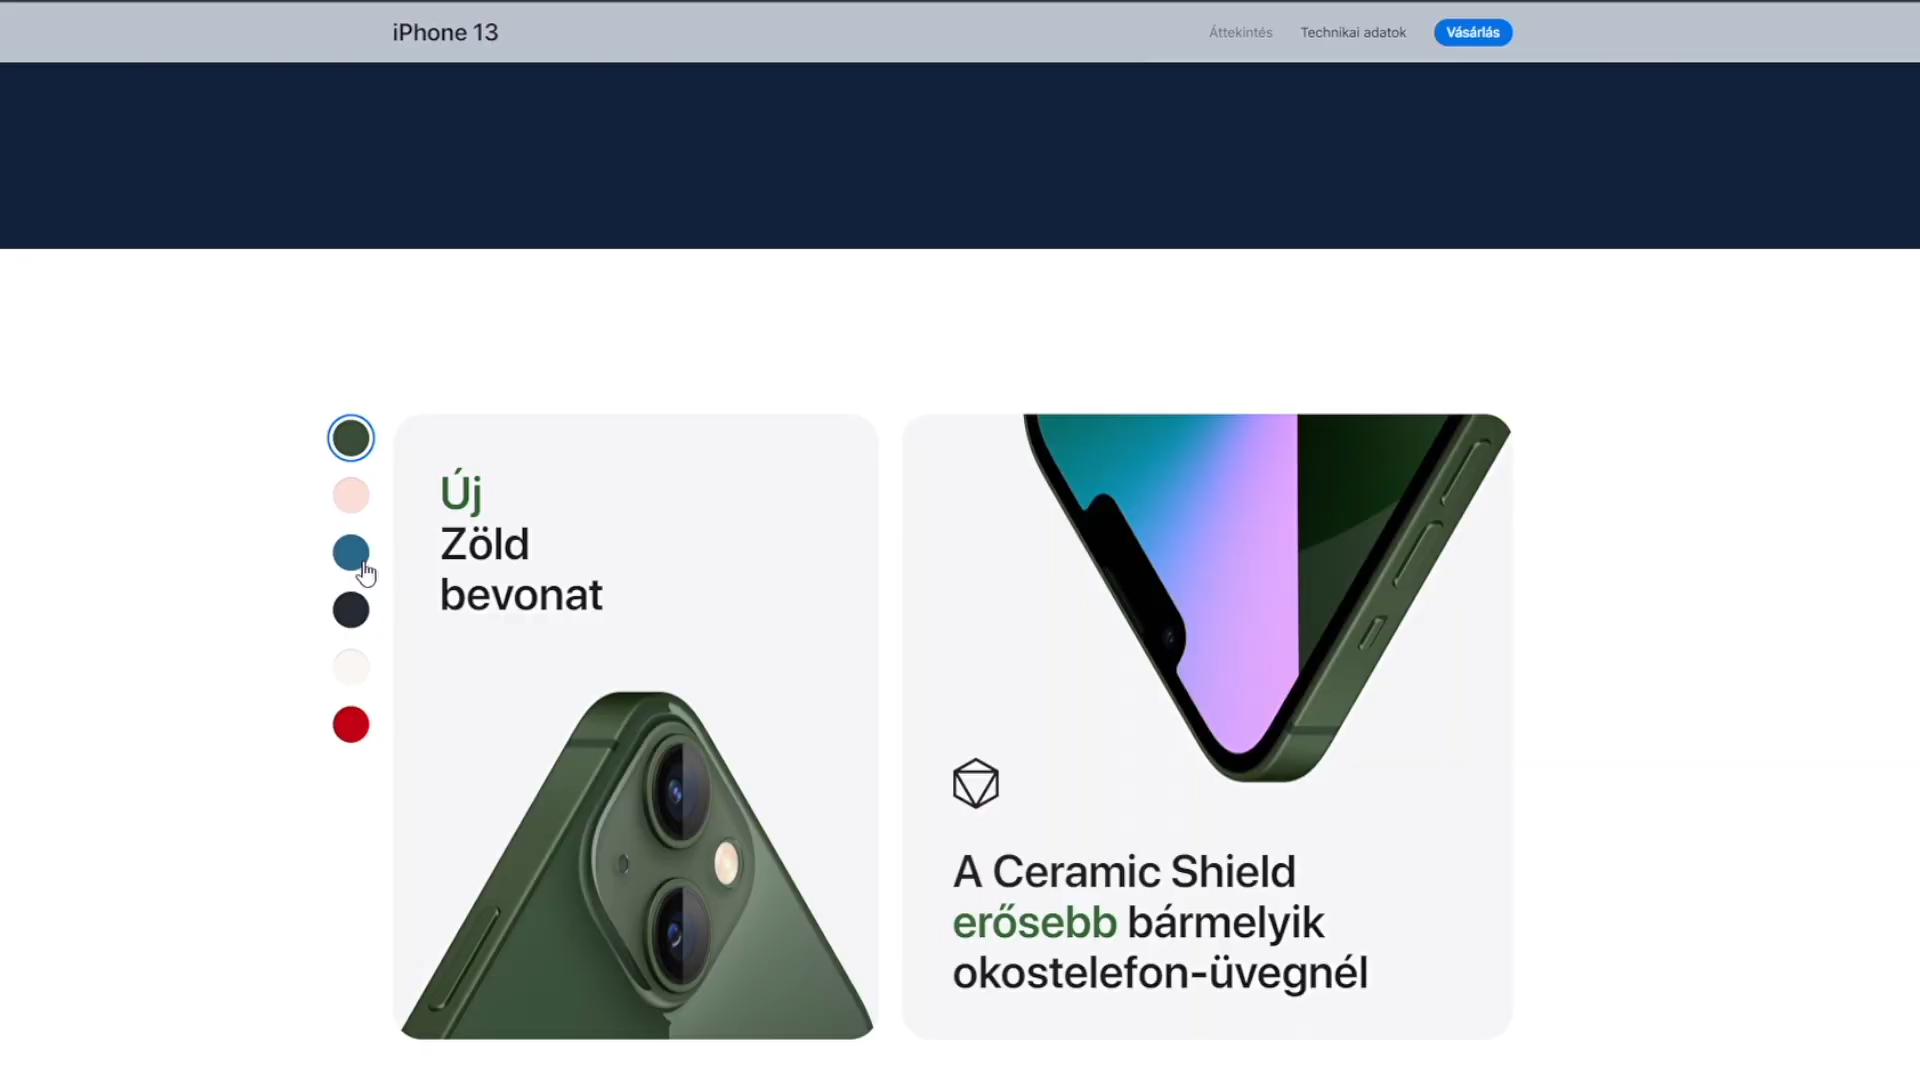 iPhone 13
Áttekintés
Technikai adatok
Vásárlás
Új
Zöld
bevonat
A Ceramic Shield
erősebb bármelyik
okostelefon-üvegnél